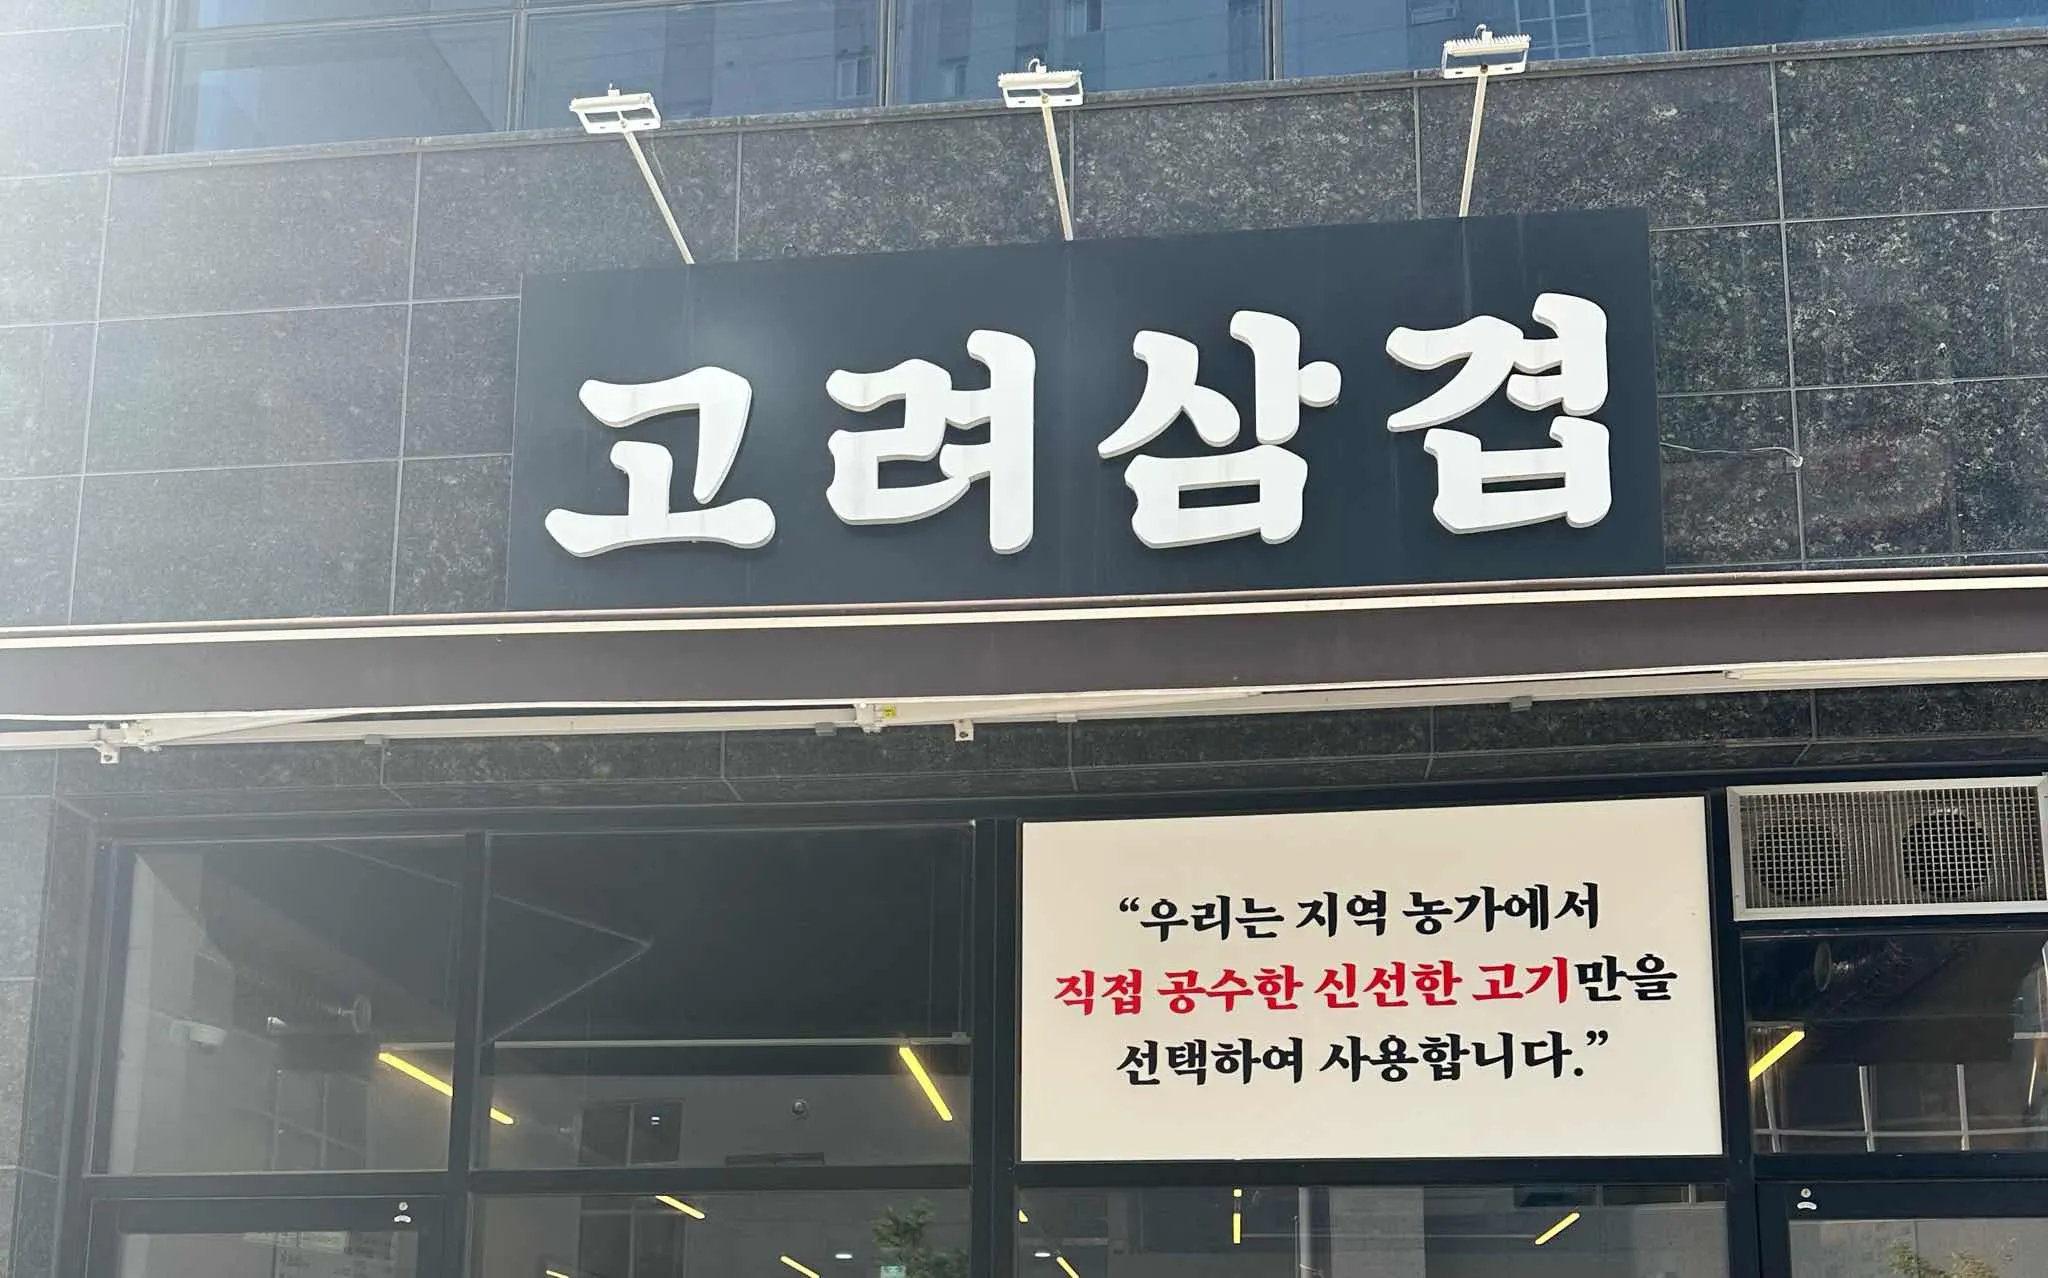 고려삼겹
“우리는 지역 농가에서
직접 공수한 신선한 고기만을
선택하여 사용합니다.”